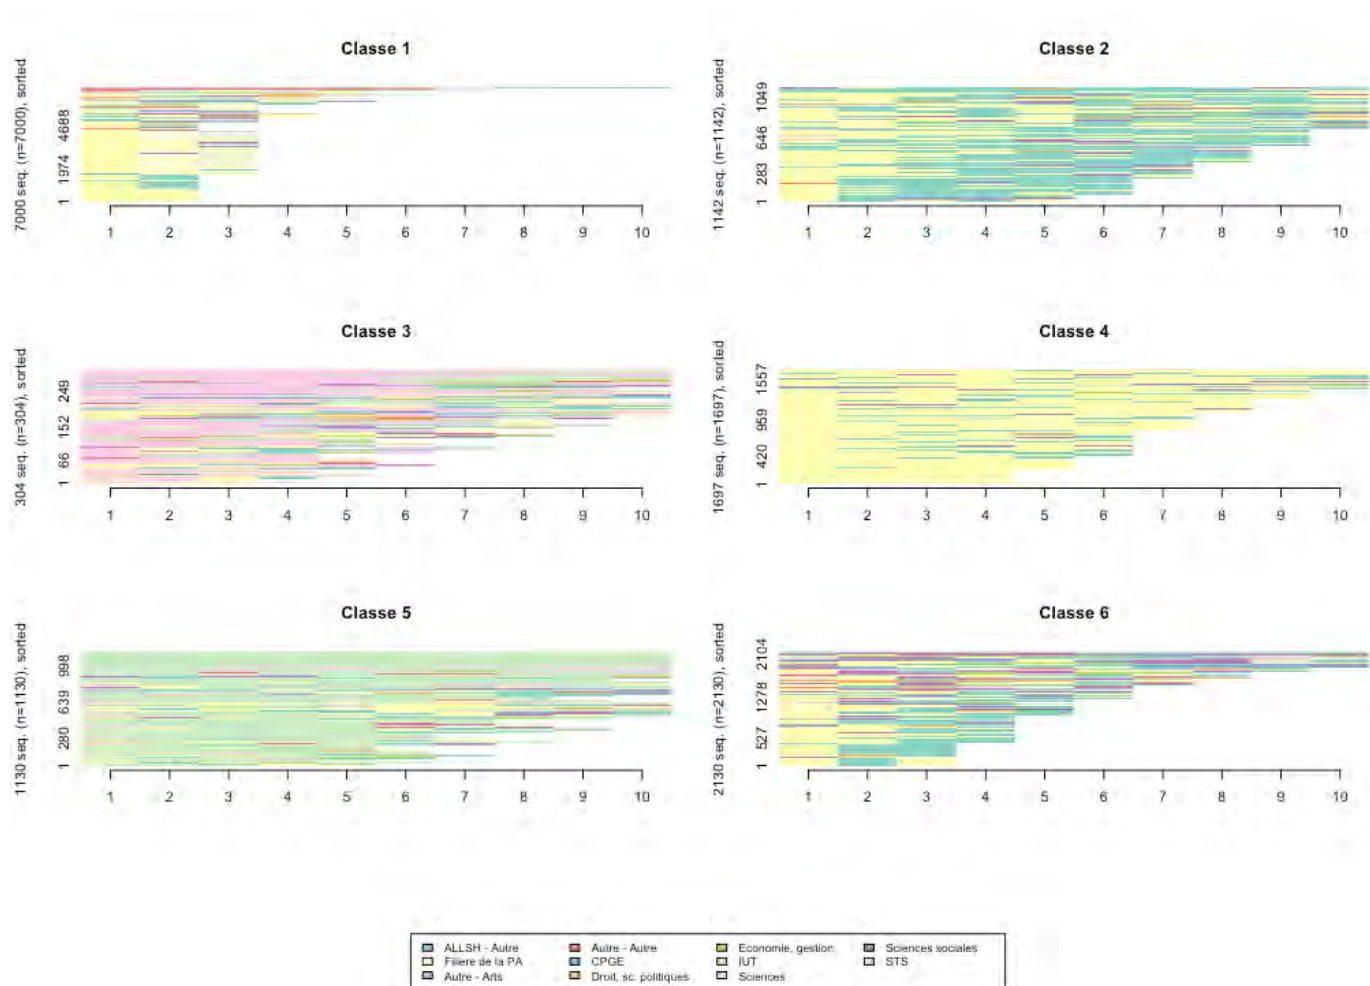 Classe 1
7000 seq. (n=7000), sorted
1 1974 4688
1 2 3 4 5 6 7 8 9 10
Classe 2
1142 seq. (n=1142), sorted
1 283 646 1049
1 2 3 4 5 6 7 8 9 10
Classe 3
304 seq. (n=304), sorted
1 66 152 249
1 2 3 4 5 6 7 8 9 10
Classe 4
1697 seq. (n=1697), sorted
1 420 959 1557
1 2 3 4 5 6 7 8 9 10
Classe 5
1130 seq. (n=1130), sorted
1 280 639 998
1 2 3 4 5 6 7 8 9 10
Classe 6
2130 seq. (n=2130), sorted
1 527 1278 2104
1 2 3 4 5 6 7 8 9 10
ALLSH - Autre
Filiere de la PA
Autre - Arts
Autre - Autre
CPGE
Droit, sc. politiques
Economie, gestion
IUT
Sciences
Sciences sociales
STS